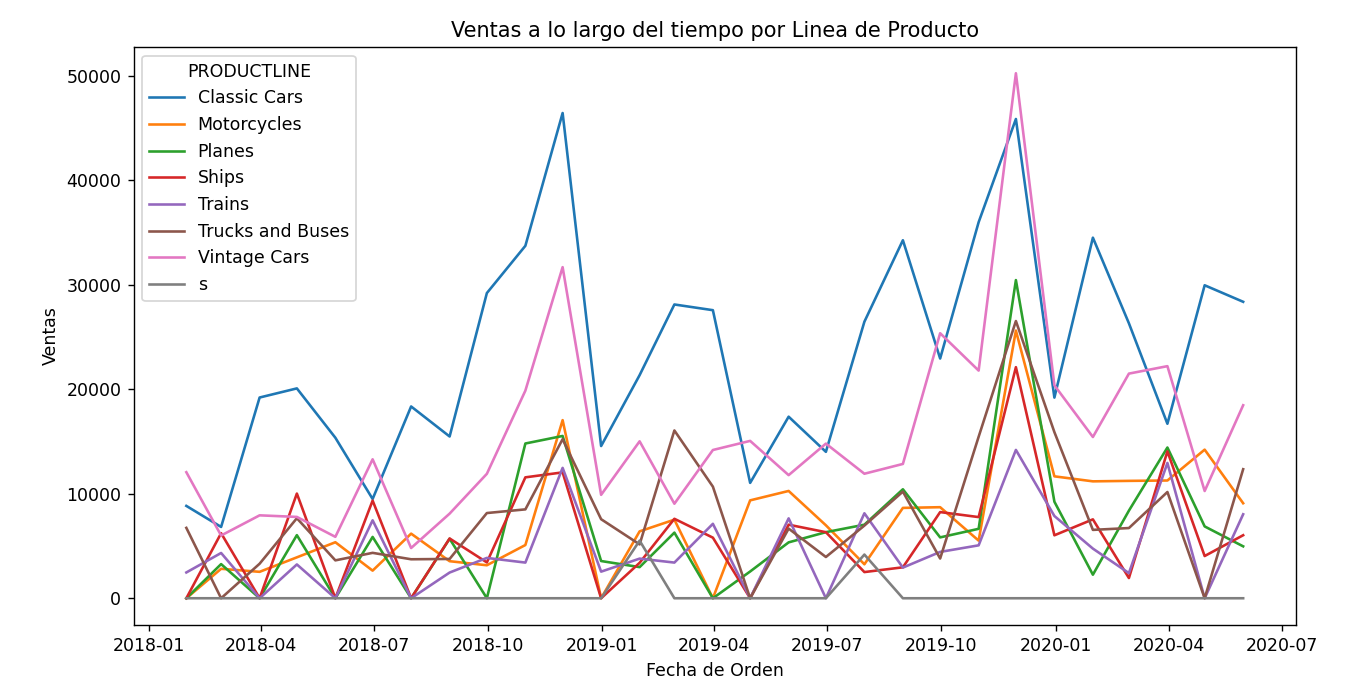 Ventas a lo largo del tiempo por Linea de Producto
PRODUCTLINE
Classic Cars
Motorcycles
Planes
Ships
Trains
Trucks and Buses
Vintage Cars
s
Ventas
50000
40000
30000
20000
10000
0
2018-01 2018-04 2018-07 2018-10 2019-01 2019-04 2019-07 2019-10 2020-01 2020-04 2020-07
Fecha de Orden